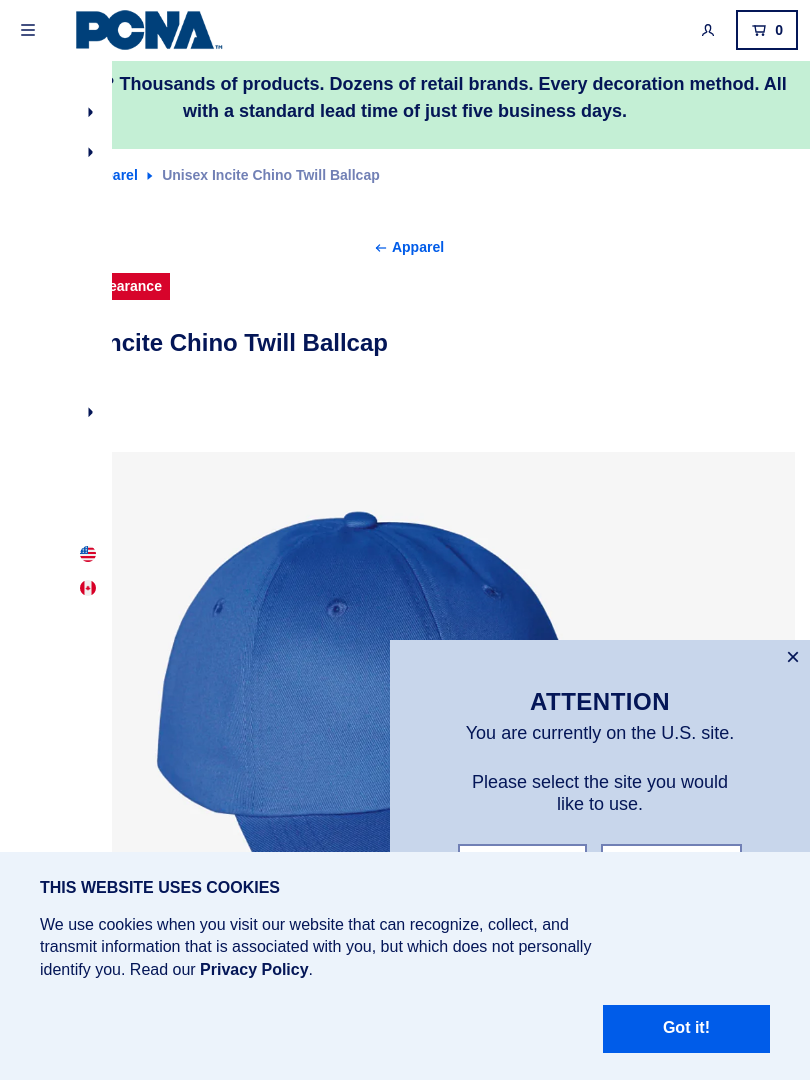 PCNA™
0
? Thousands of products. Dozens of retail brands. Every decoration method. All
with a standard lead time of just five business days.
arel Unisex Incite Chino Twill Ballcap
← Apparel
earance
ncite Chino Twill Ballcap
×
ATTENTION
You are currently on the U.S. site.
Please select the site you would
like to use.
THIS WEBSITE USES COOKIES
We use cookies when you visit our website that can recognize, collect, and
transmit information that is associated with you, but which does not personally
identify you. Read our Privacy Policy.
Got it!